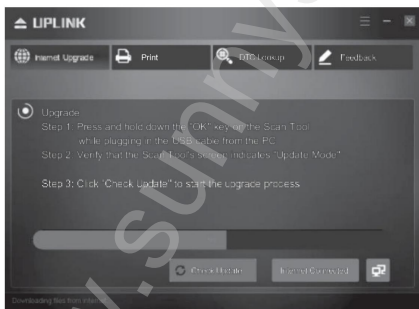 UPLINK
Internet Upgrade
Print
DTC Lookup
Feedback
Upgrade
Step 1: Press and hold down the "OK" key on the Scan Tool
while plugging in the USB cable from the PC
Step 2: Verify that the Scan Tool's screen indicates "Update Mode"
Step 3: Click "Check Update" to start the upgrade process
Check Update
Internet Connected
Downloading files from Internet